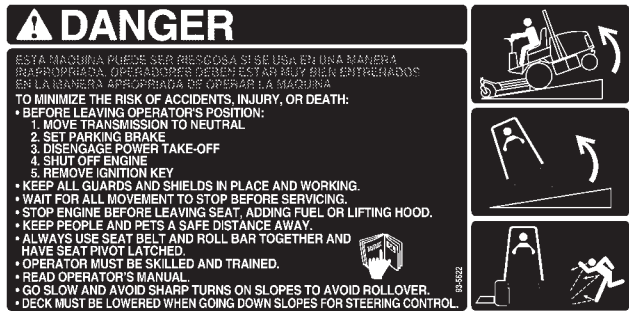 DANGER
ESTA MAQUINA PUEDE SER RIESCOSA SI SE USA EN UNA MANERA
INAPROPRIADA. OPERADORES DEBEN ESTAR MUY BIEN ENTRENADOS
EN LA MANERA APROPRIADA DE OPERAR LA MAQUINA
TO MINIMIZE THE RISK OF ACCIDENTS, INJURY, OR DEATH:
• BEFORE LEAVING OPERATOR'S POSITION:
1. MOVE TRANSMISSION TO NEUTRAL
2. SET PARKING BRAKE
3. DISENGAGE POWER TAKE-OFF
4. SHUT OFF ENGINE
5. REMOVE IGNITION KEY
• KEEP ALL GUARDS AND SHIELDS IN PLACE AND WORKING.
• WAIT FOR ALL MOVEMENT TO STOP BEFORE SERVICING.
• STOP ENGINE BEFORE LEAVING SEAT, ADDING FUEL OR LIFTING HOOD.
• KEEP PEOPLE AND PETS A SAFE DISTANCE AWAY.
• ALWAYS USE SEAT BELT AND ROLL BAR TOGETHER AND
HAVE SEAT PIVOT LATCHED.
• OPERATOR MUST BE SKILLED AND TRAINED.
• READ OPERATOR'S MANUAL.
• GO SLOW AND AVOID SHARP TURNS ON SLOPES TO AVOID ROLLOVER.
• DECK MUST BE LOWERED WHEN GOING DOWN SLOPES FOR STEERING CONTROL.
93-5622